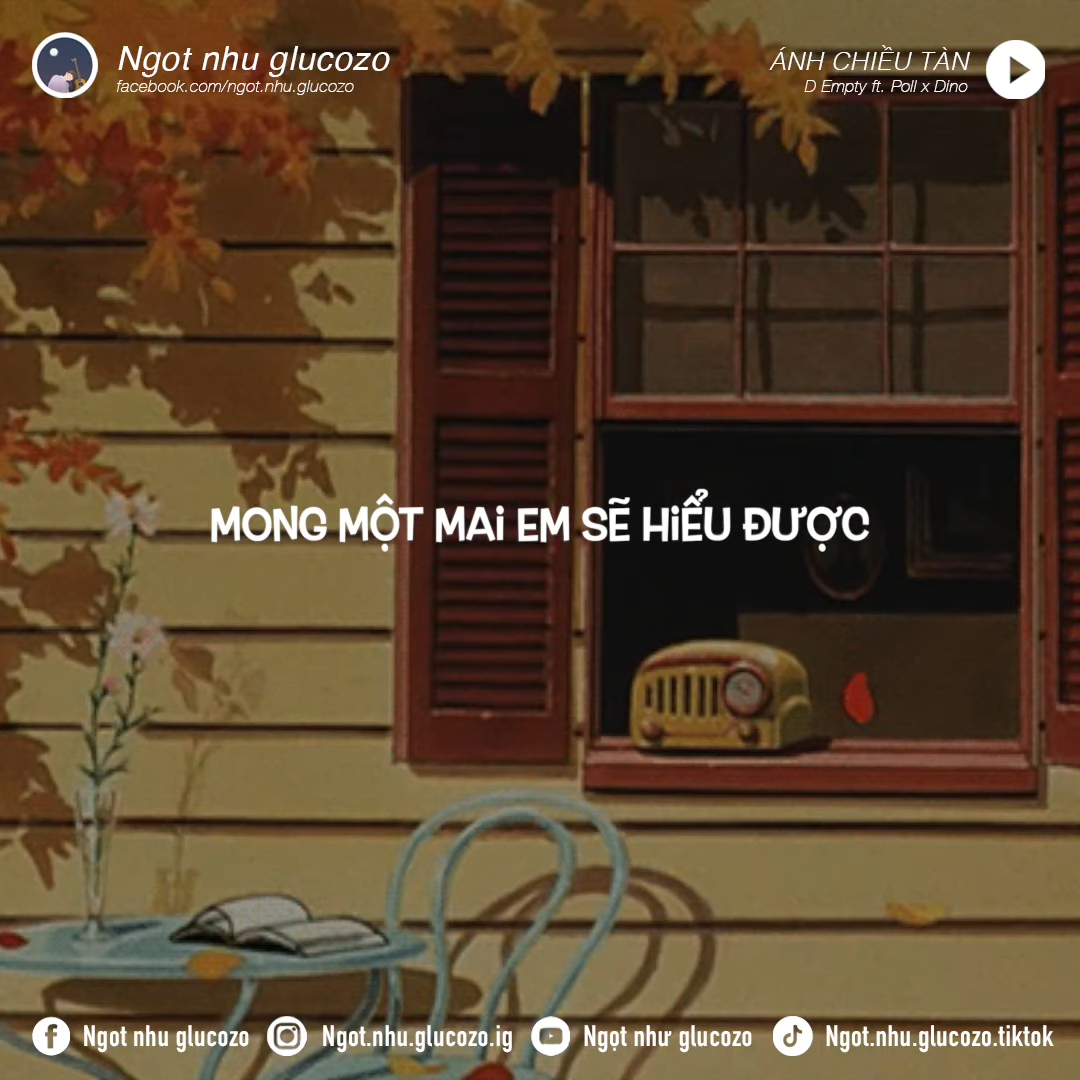 Ngot nhu glucozo
facebook.com/ngot.nhu.glucozo
ÁNH CHIỀU TÀN
D Empty ft. Poll x Dino
MONG MỘT MAi EM SẼ HiỂU ĐƯỢC
Ngot nhu glucozo
Ngot.nhu.glucozo.ig
Ngọt như glucozo
Ngot.nhu.glucozo.tiktok